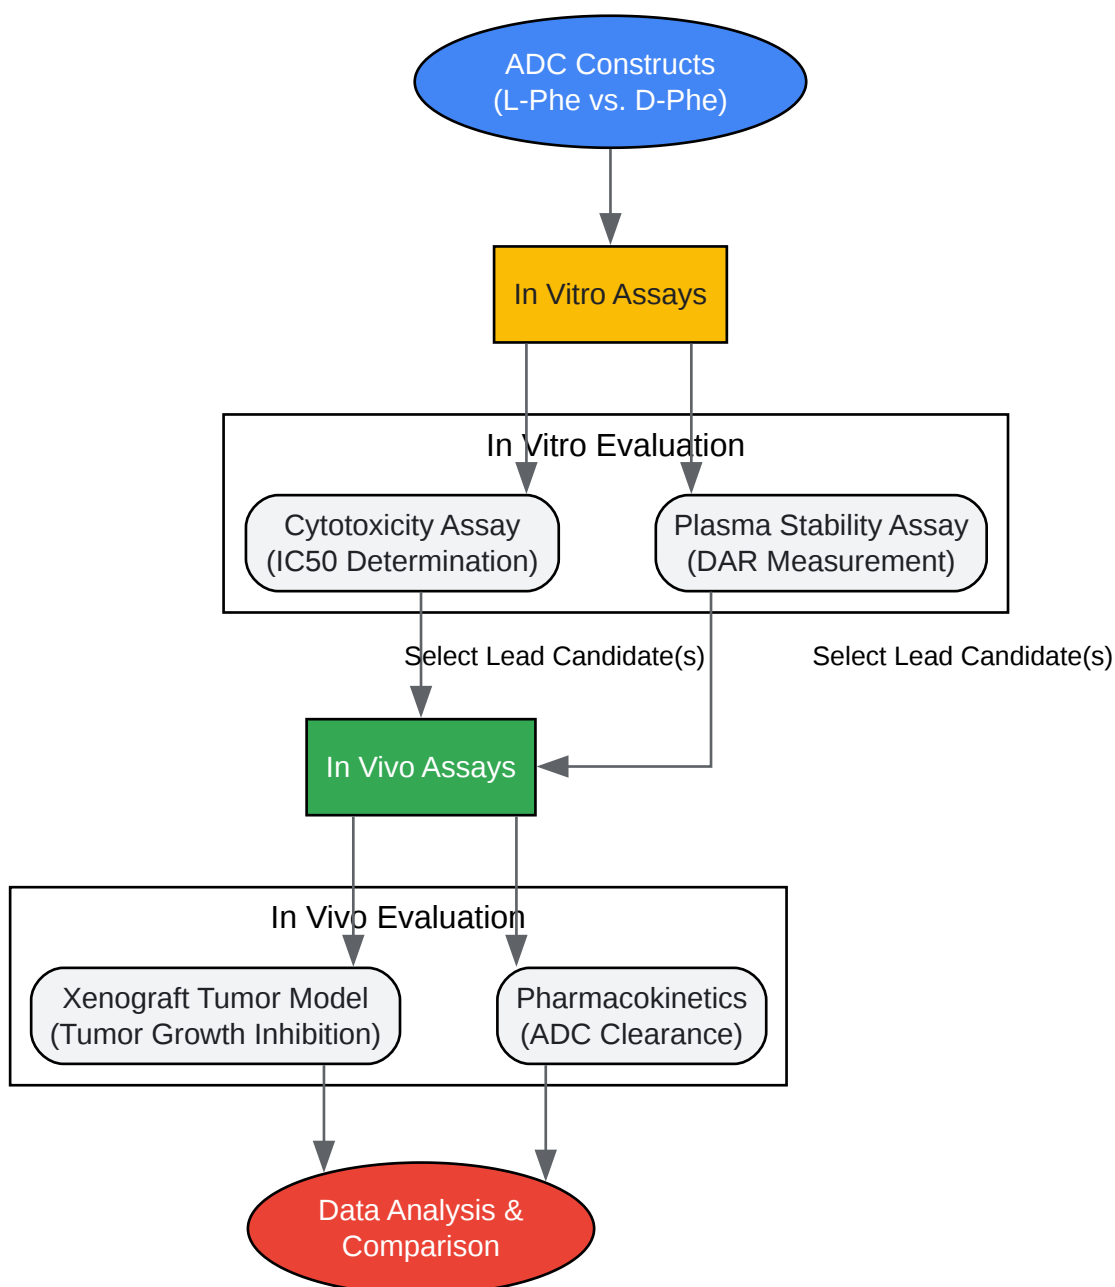 ADC Constructs
(L-Phe vs. D-Phe)
In Vitro Assays
In Vitro Evaluation
Cytotoxicity Assay
(IC50 Determination)
Plasma Stability Assay
(DAR Measurement)
Select Lead Candidate(s)
Select Lead Candidate(s)
In Vivo Assays
In Vivo Evaluation
Xenograft Tumor Model
(Tumor Growth Inhibition)
Pharmacokinetics
(ADC Clearance)
Data Analysis &
Comparison